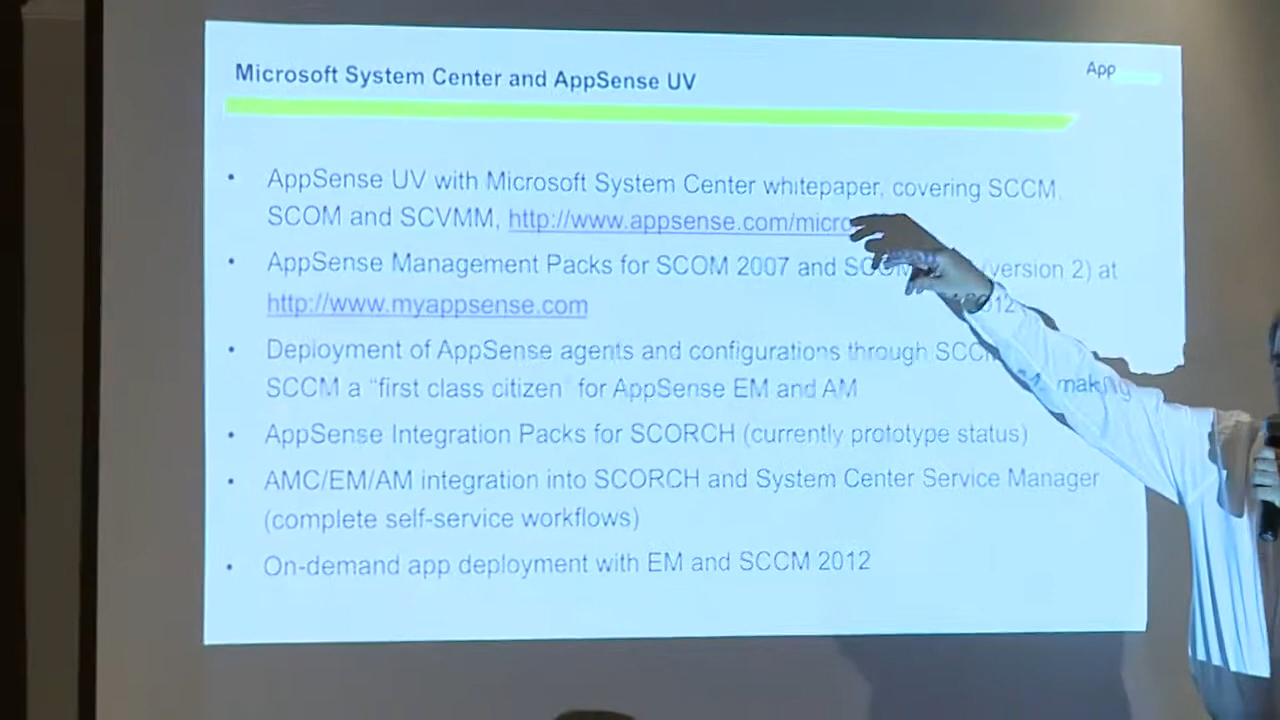 Microsoft System Center and AppSense UV
App
• AppSense UV with Microsoft System Center whitepaper, covering SCCM,
SCOM and SCVMM, http://www.appsense.com/micro
• AppSense Management Packs for SCOM 2007 and (version 2) at
http://www.myappsense.com
• Deployment of AppSense agents and configurations through making
SCCM a “first class citizen” for AppSense EM and AM
• AppSense Integration Packs for SCORCH (currently prototype status)
• AMC/EM/AM integration into SCORCH and System Center Service Manager
(complete self-service workflows)
• On-demand app deployment with EM and SCCM 2012